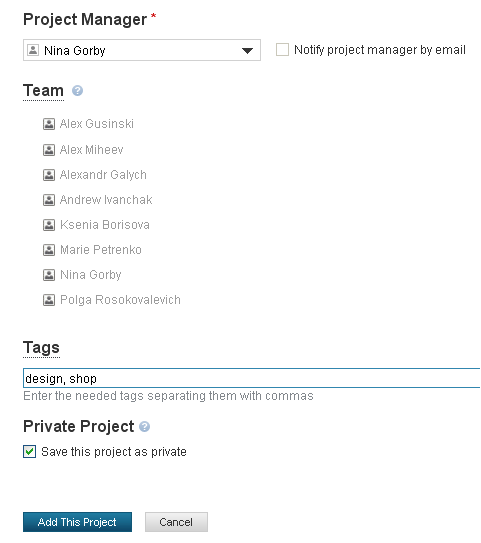 Project Manager *
Nina Gorby
Notify project manager by email
Team ?
Alex Gusinski
Alex Miheev
Alexandr Galych
Andrew Ivanchak
Ksenia Borisova
Marie Petrenko
Nina Gorby
Polga Rosokovalevich
Tags
design, shop
Enter the needed tags separating them with commas
Private Project ?
Save this project as private
Add This Project
Cancel